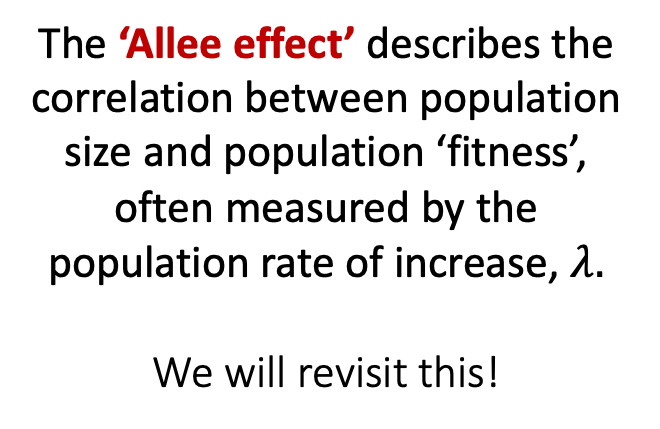 The ‘Allee effect’ describes the
correlation between population
size and population ‘fitness’,
often measured by the
population rate of increase, 𝜆.
We will revisit this!